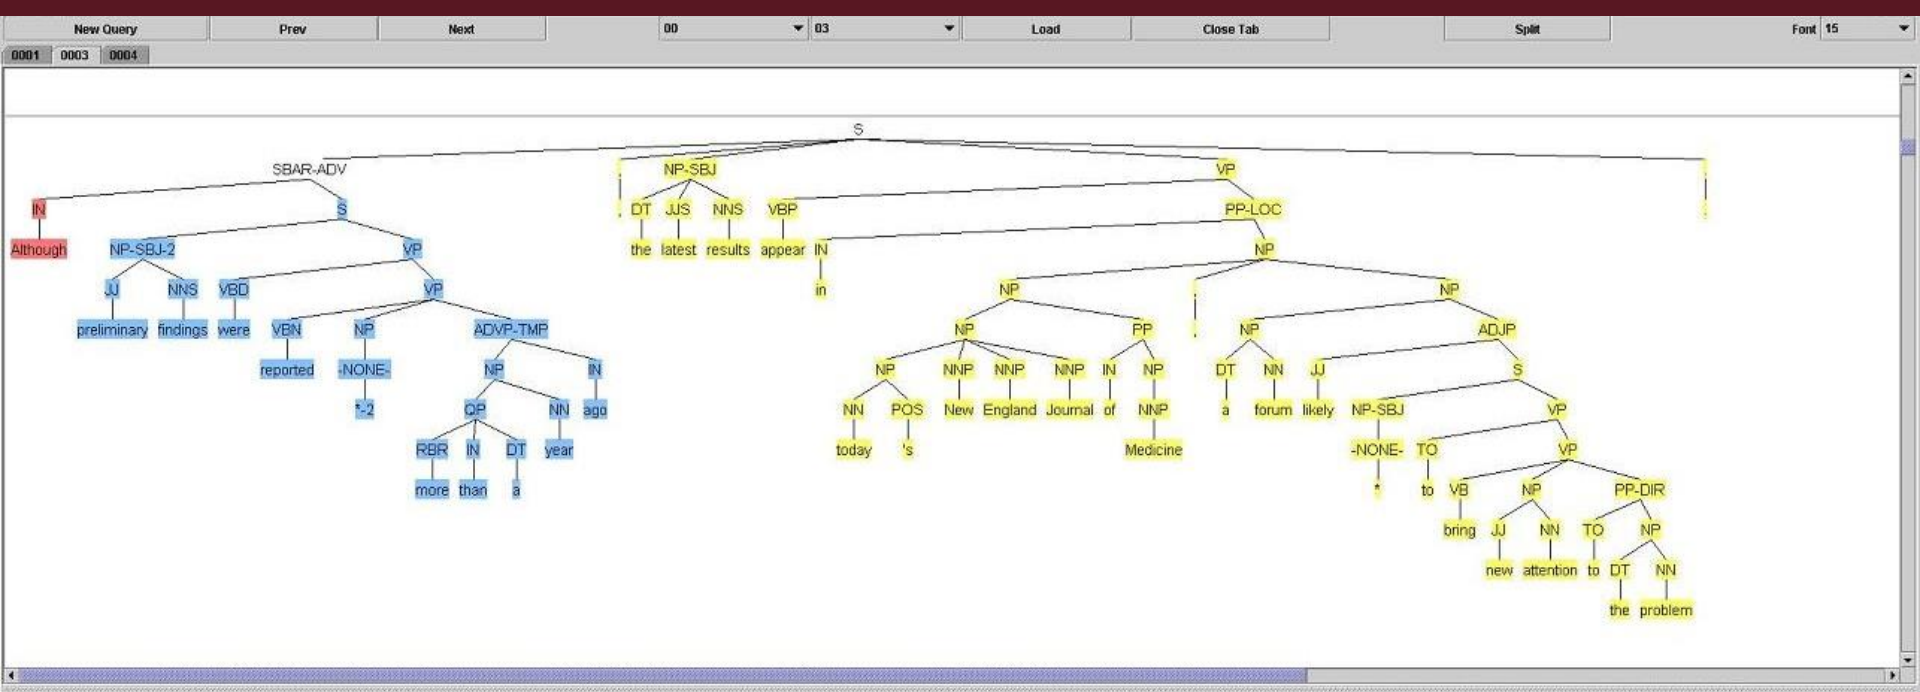 New Query Prev Next 00 03 Load Close Tab Split Font 15
0001 0003 0004
S
SBAR-ADV , NP-SBJ VP .
IN S , DT JJS NNS VBP PP-LOC .
Although NP-SBJ-2 VP the latest results appear IN NP
JJ NNS VBD VP in NP , NP
preliminary findings were VBN NP ADVP-TMP NP PP , NP ADJP
reported -NONE- NP IN NP NNP NNP NNP IN NP DT NN JJ S
*-2 QP NN ago NN POS New England Journal of NNP a forum likely NP-SBJ VP
RBR IN DT year today 's Medicine -NONE- TO VP
more than a * to VB NP PP-DIR
bring JJ NN TO NP
new attention to DT NN
the problem